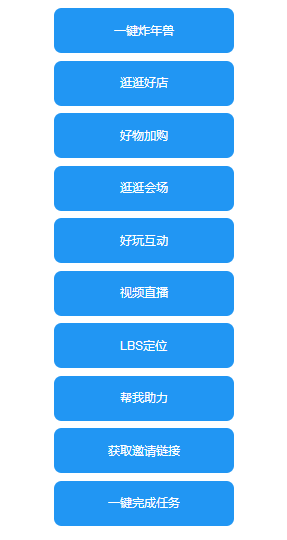 一键炸年兽
逛逛好店
好物加购
逛逛会场
好玩互动
视频直播
LBS定位
帮我助力
获取邀请链接
一键完成任务